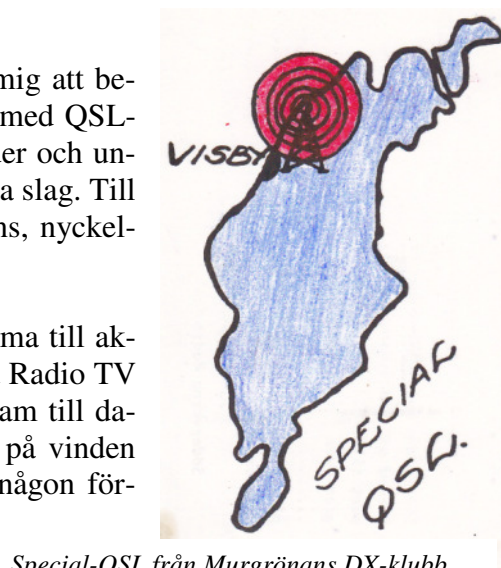 mig att be-
med QSL-
er och un-
a slag. Till
ns, nyckel-
ma till ak-
Radio TV
am till da-
på vinden
någon för-
VISBY
SPECIAL
QSL.
Special-QSL från Murgrönans DX-klubb